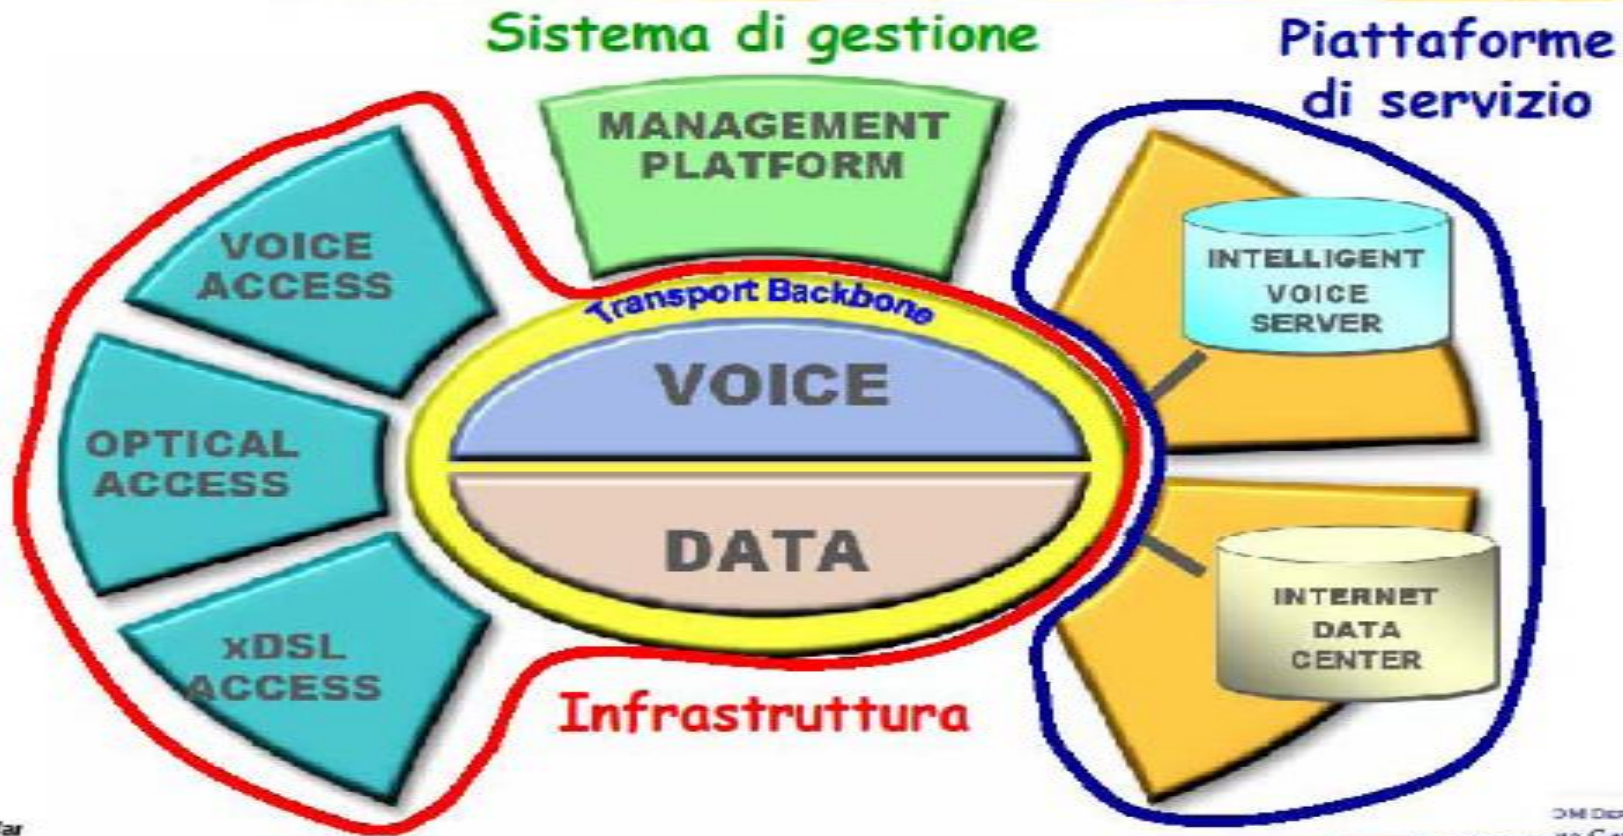 Sistema di gestione
Piattaforme
di servizio
MANAGEMENT
PLATFORM
VOICE
ACCESS
OPTICAL
ACCESS
xDSL
ACCESS
Transport Backbone
VOICE
DATA
INTELLIGENT
VOICE
SERVER
INTERNET
DATA
CENTER
Infrastruttura